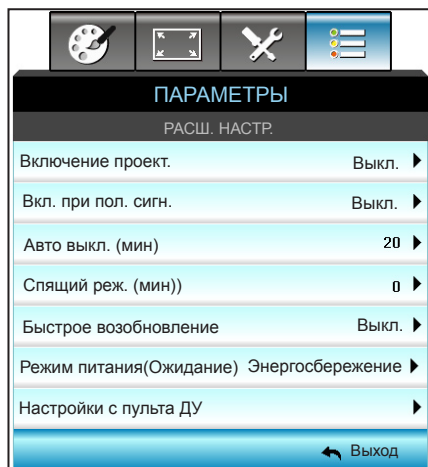 ПАРАМЕТРЫ
РАСШ. НАСТР.
Включение проект. Выкл.
Вкл. при пол. сигн. Выкл.
Авто выкл. (мин) 20
Спящий реж. (мин)) 0
Быстрое возобновление Выкл.
Режим питания(Ожидание) Энергосбережение
Настройки с пульта ДУ
Выход